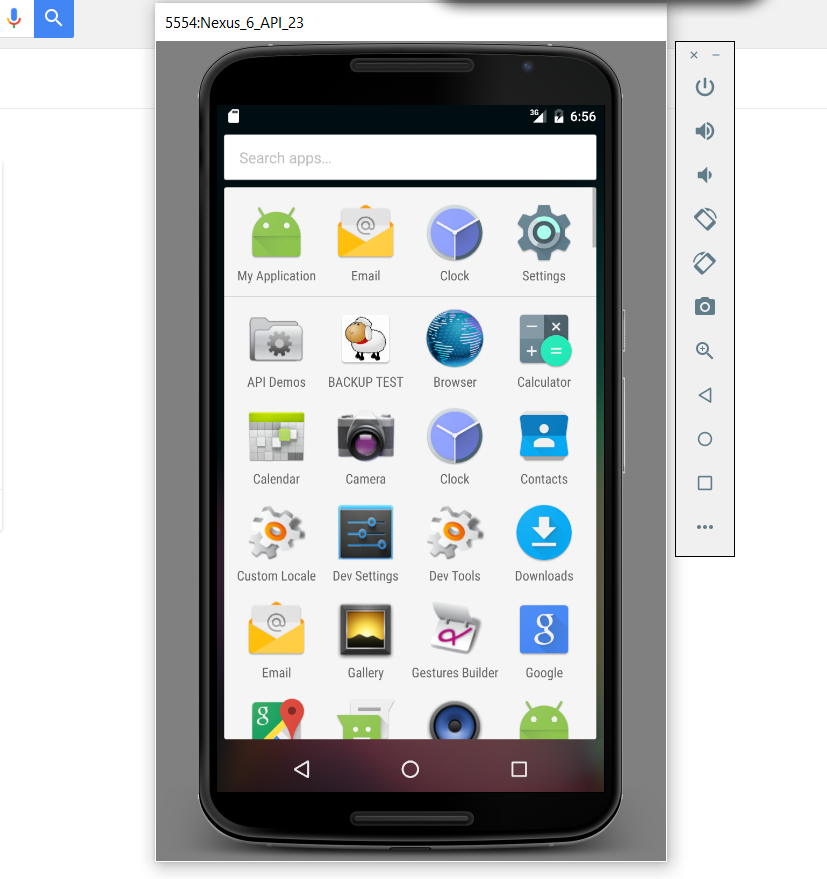 5554:Nexus_6_API_23
3G 6:56
Search apps...
My Application Email Clock Settings
API Demos BACKUP TEST Browser Calculator
Calendar Camera Clock Contacts
Custom Locale Dev Settings Dev Tools Downloads
Email Gallery Gestures Builder Google